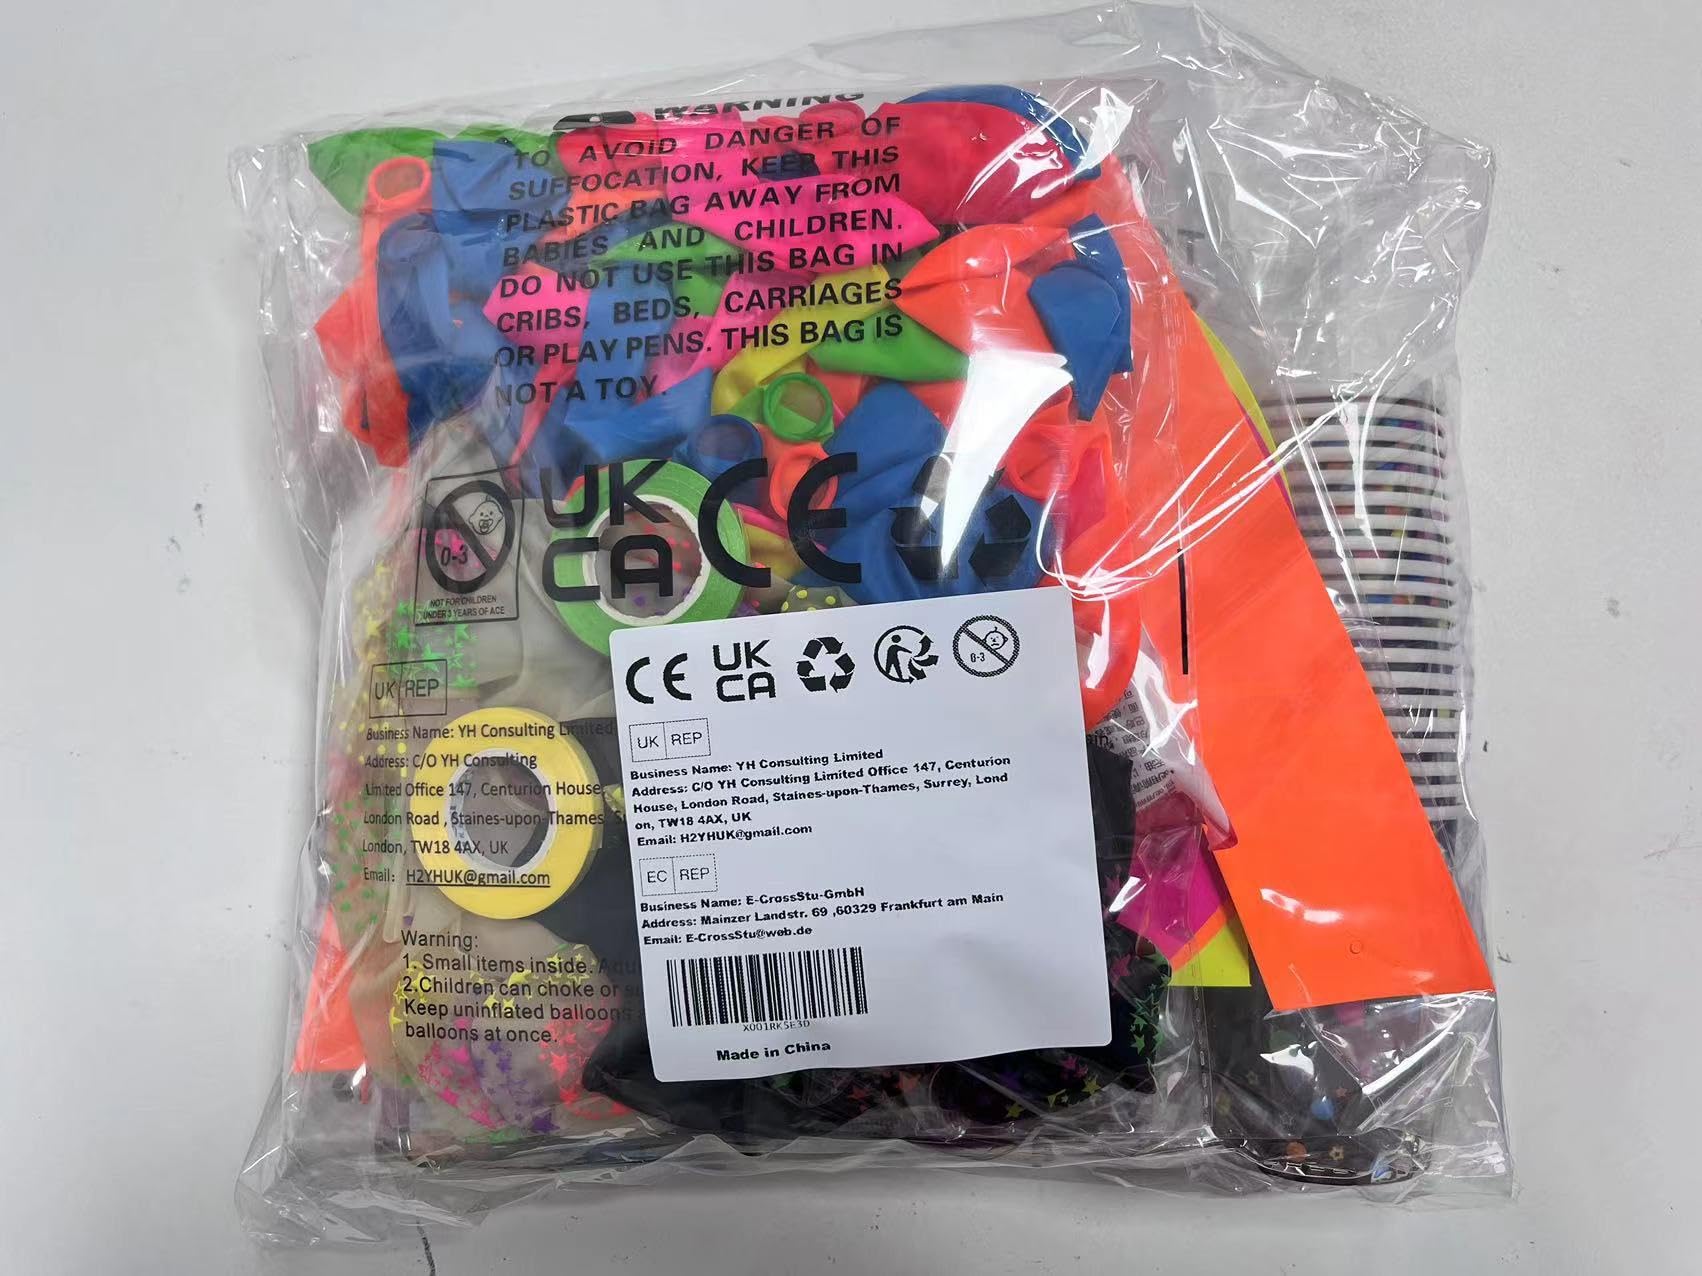 WARNING
TO AVOID DANGER OF
SUFFOCATION, KEEP THIS
PLASTIC BAG AWAY FROM
BABIES AND CHILDREN.
DO NOT USE THIS BAG IN
CRIBS, BEDS, CARRIAGES
OR PLAY PENS. THIS BAG IS
NOT A TOY.
0-3
NOT FOR CHILDREN
UNDER 3 YEARS OF AGE
UK
CA
CE
UK REP
Business Name: YH Consulting Limited
Address: C/O YH Consulting
Limited Office 147, Centurion House,
London Road , Staines-upon-Thames,
London, TW18 4AX, UK
Email: H2YHUK@gmail.com
Warning:
1. Small items inside.
2.Children can choke or
Keep uninflated balloons
balloons at once.
CE
UK
CA
0-3
UK REP
Business Name: YH Consulting Limited
Address: C/O YH Consulting Limited Office 147, Centurion
House, London Road, Staines-upon-Thames, Surrey, Lond
on, TW18 4AX, UK
Email: H2YHUK@gmail.com
EC REP
Business Name: E-CrossStu-GmbH
Address: Mainzer Landstr. 69 ,60329 Frankfurt am Main
Email: E-CrossStu@web.de
X001RK5E3D
Made in China